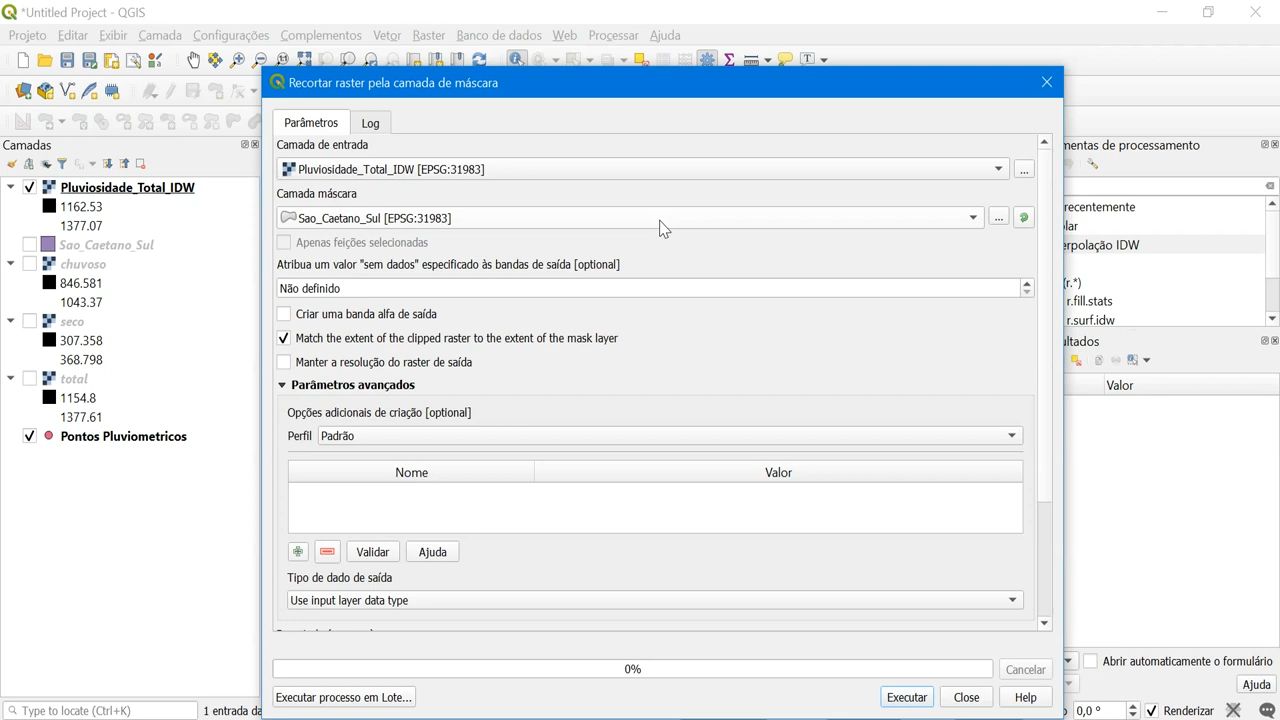 *Untitled Project - QGIS
Projeto Editar Exibir Camada Configurações Complementos Vetor Raster Banco de dados Web Processar Ajuda
Recortar raster pela camada de máscara
Parâmetros Log
Camadas
Camada de entrada
mentas de processamento
Pluviosidade_Total_IDW [EPSG:31983]
...
Pluviosidade_Total_IDW
1162.53
1377.07
Camada máscara
recentemente
Sao_Caetano_Sul [EPSG:31983]
...
lar
Sao_Caetano_Sul
Apenas feições selecionadas
erpolação IDW
chuvoso
Atribua um valor "sem dados" especificado às bandas de saída [optional]
846.581
Não definido
(r.*)
1043.37
r.fill.stats
seco
Criar uma banda alfa de saída
r.surf.idw
307.358
Match the extent of the clipped raster to the extent of the mask layer
ultados
368.798
Manter a resolução do raster de saída
total
Parâmetros avançados
Valor
1154.8
1377.61
Opções adicionais de criação [optional]
Pontos Pluviometricos
Perfil Padrão
Nome Valor
Validar Ajuda
Tipo de dado de saída
Use input layer data type
0%
Cancelar
Abrir automaticamente o formulário
Ajuda
Executar processo em Lote...
Executar Close Help
Type to locate (Ctrl+K)
1 entrada da
0,0 °
Renderizar